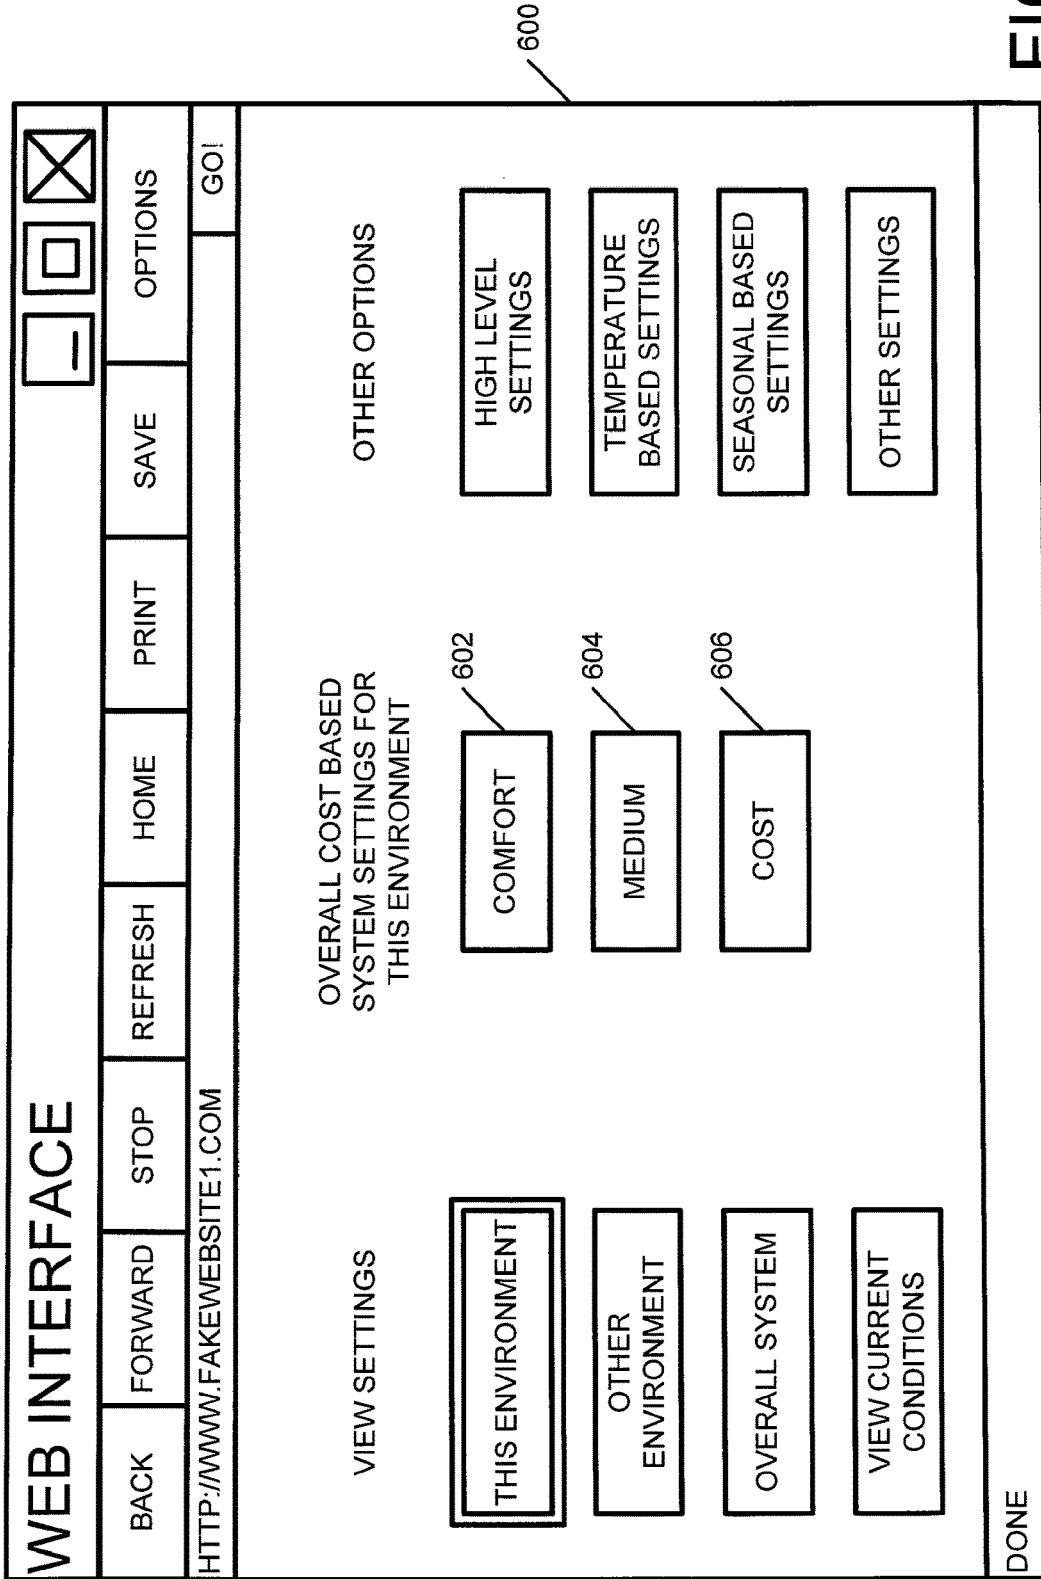 WEB INTERFACE
BACK
FORWARD
STOP
REFRESH
HOME
PRINT
SAVE
OPTIONS
HTTP://WWW.FAKEWEBSITE1.COM
GO!
VIEW SETTINGS
THIS ENVIRONMENT
OTHER
ENVIRONMENT
OVERALL SYSTEM
VIEW CURRENT
CONDITIONS
OVERALL COST BASED
SYSTEM SETTINGS FOR
THIS ENVIRONMENT
COMFORT
602
MEDIUM
604
COST
606
OTHER OPTIONS
HIGH LEVEL
SETTINGS
TEMPERATURE
BASED SETTINGS
SEASONAL BASED
SETTINGS
OTHER SETTINGS
600
DONE